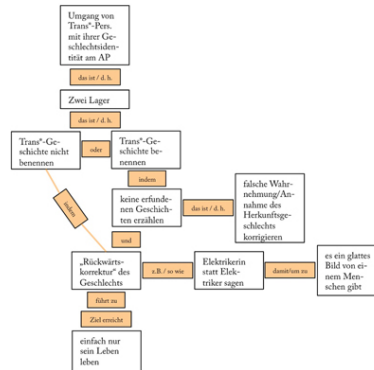 Umgang von
Trans*-Pers.
mit ihrer Ge-
schlechtsiden-
tität am AP
das ist / d. h.
Zwei Lager
das ist / d. h.
Trans*-Ge-
schichte nicht
benennen
oder
Trans*-Ge-
schichte be-
nennen
indem
indem
keine erfunde-
nen Geschich-
ten erzählen
das ist / d. h.
falsche Wahr-
nehmung/An-
nahme des
Herkunftsge-
schlechts
korrigieren
und
„Rückwärts-
korrektur“ des
Geschlechts
z.B./ so wie
Elektrikerin
statt Elek-
triker sagen
damit/um zu
es ein glattes
Bild von ei-
nem Men-
schen gibt
führt zu
Ziel erreicht
einfach nur
sein Leben
leben